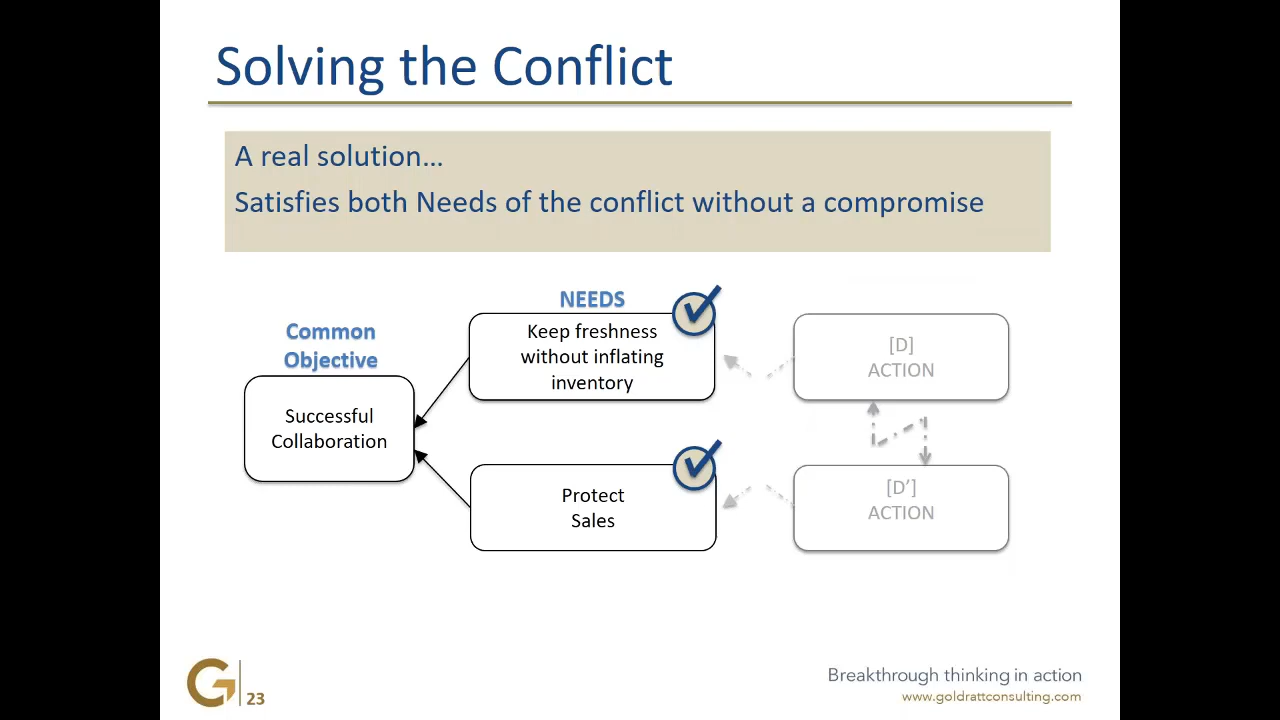 Solving the Conflict
A real solution...
Satisfies both Needs of the conflict without a compromise
NEEDS
Common
Objective
Keep freshness
without inflating
inventory
[D]
ACTION
Successful
Collaboration
Protect
Sales
[D']
ACTION
G
23
Breakthrough thinking in action
www.goldrattconsulting.com